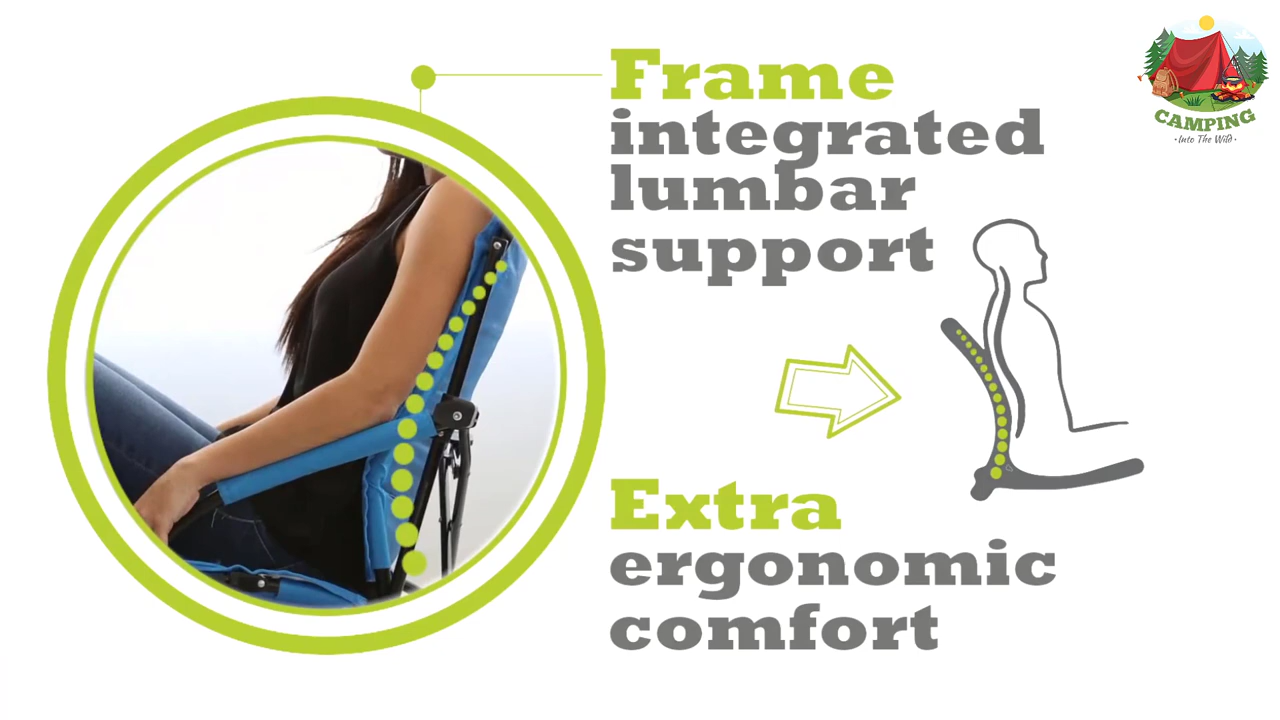 Frame
integrated
lumbar
support
Extra
ergonomic
comfort
CAMPING
• Into The Wild •